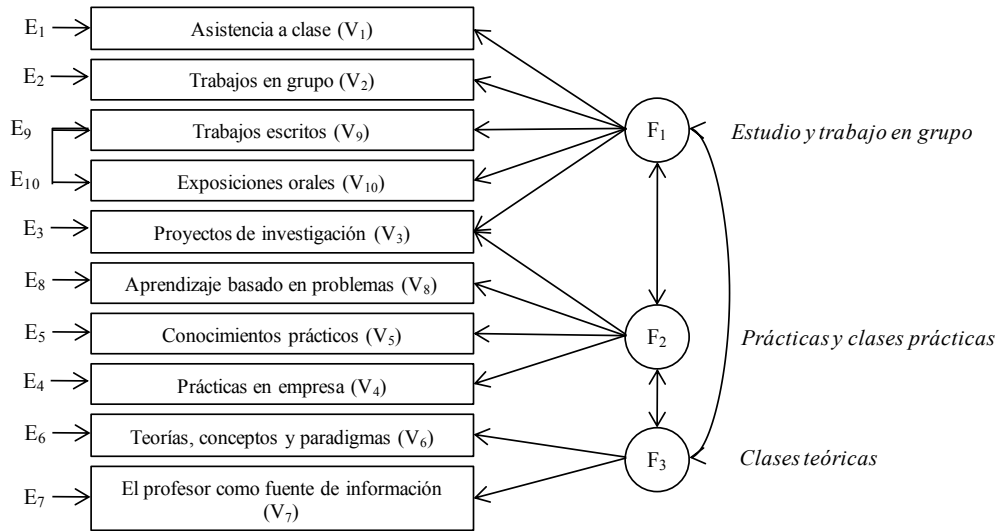 E₁ Asistencia a clase (V₁)
E₂ Trabajos en grupo (V₂)
E₉ Trabajos escritos (V₉) F₁ Estudio y trabajo en grupo
E₁₀ Exposiciones orales (V₁₀)
E₃ Proyectos de investigación (V₃)
E₈ Aprendizaje basado en problemas (V₈)
E₅ Conocimientos prácticos (V₅) F₂ Prácticas y clases prácticas
E₄ Prácticas en empresa (V₄)
E₆ Teorías, conceptos y paradigmas (V₆)
F₃ Clases teóricas
E₇ El profesor como fuente de información
(V₇)